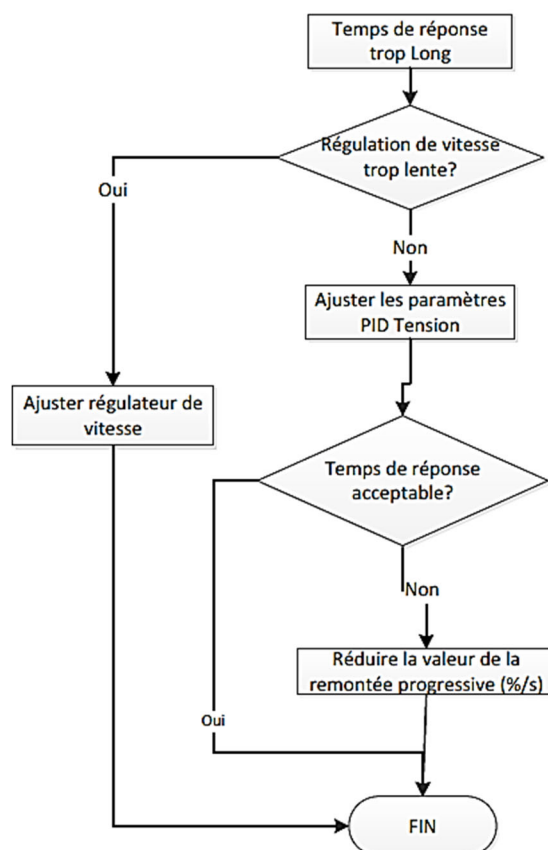 Temps de réponse
trop Long
Régulation de vitesse
trop lente?
Oui
Non
Ajuster les paramètres
PID Tension
Ajuster régulateur de
vitesse
Temps de réponse
acceptable?
Non
Réduire la valeur de la
remontée progressive (%/s)
Oui
FIN